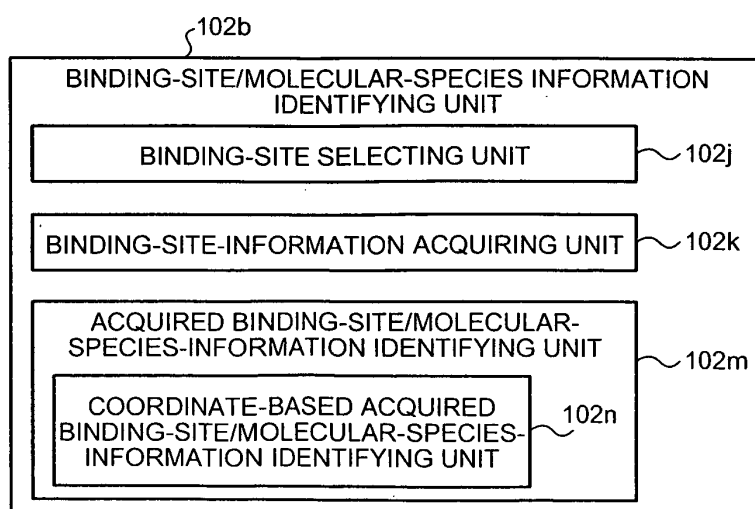 102b
BINDING-SITE/MOLECULAR-SPECIES INFORMATION
IDENTIFYING UNIT
BINDING-SITE SELECTING UNIT
102j
BINDING-SITE-INFORMATION ACQUIRING UNIT
102k
ACQUIRED BINDING-SITE/MOLECULAR-
SPECIES-INFORMATION IDENTIFYING UNIT
102m
COORDINATE-BASED ACQUIRED
BINDING-SITE/MOLECULAR-SPECIES-
INFORMATION IDENTIFYING UNIT
102n